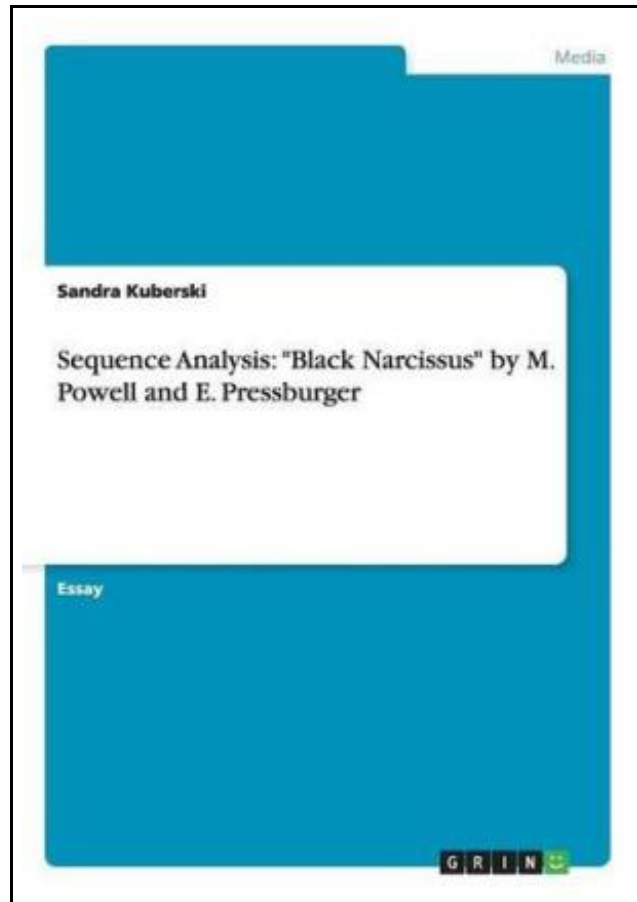 Media
Sandra Kuberski
Sequence Analysis: "Black Narcissus" by M.
Powell and E. Pressburger
Essay
GRIN